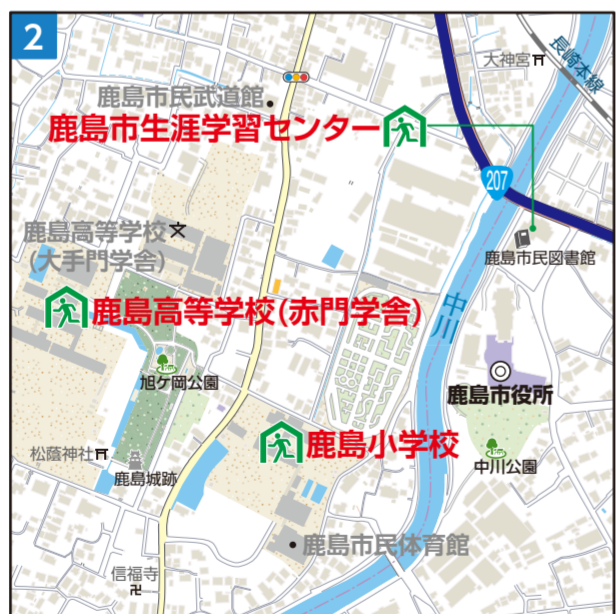 2
大神宮
長崎本線
鹿島市民武道館
鹿島市生涯学習センター
207
鹿島高等学校
(大手門学舎)
文
鹿島市民図書館
中川
鹿島高等学校(赤門学舎)
旭ケ岡公園
鹿島市役所
鹿島小学校
松蔭神社
中川公園
鹿島城跡
鹿島市民体育館
信福寺